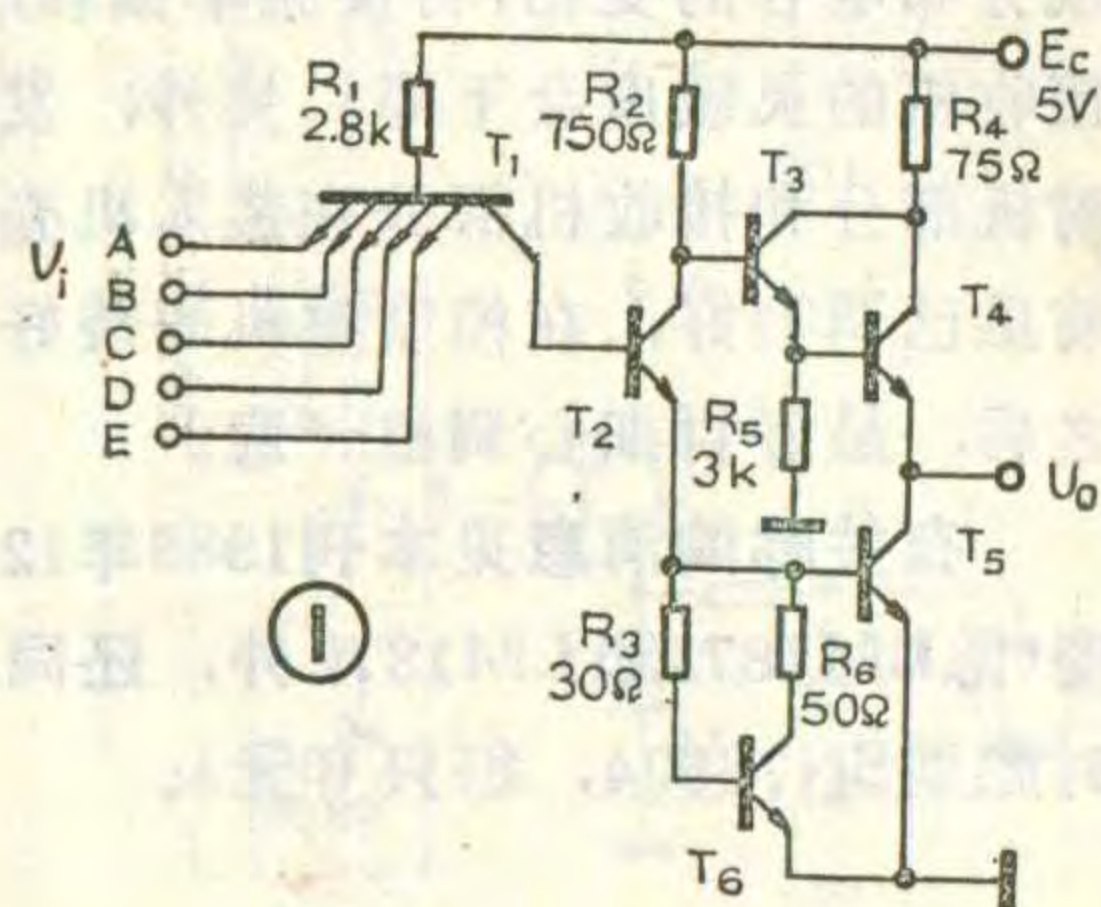 Ec
5V
R₁
2.8k
R₂
750Ω
R₄
75Ω
T₁
T₃
Vi
A
B
C
D
E
T₄
T₂
R₅
3k
U₀
T₅
①
R₃
30Ω
R₆
50Ω
T₆